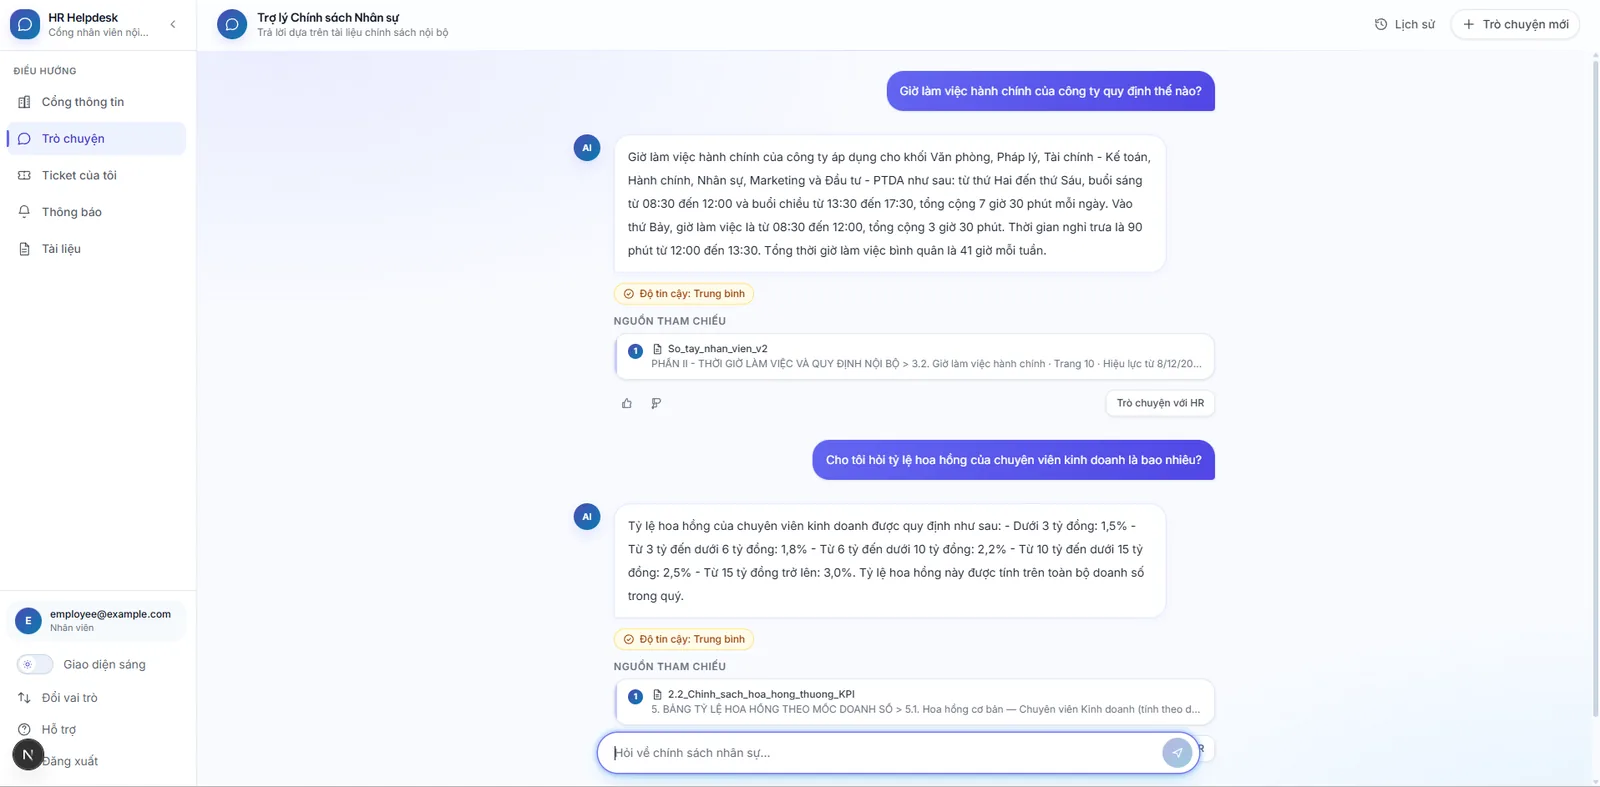 HR Helpdesk
Cổng nhân viên nội...
ĐIỀU HƯỚNG
Cổng thông tin
Trò chuyện
Ticket của tôi
Thông báo
Tài liệu
E
employee@example.com
Nhân viên
Giao diện sáng
Đổi vai trò
Hỗ trợ
N
Đăng xuất
Trợ lý Chính sách Nhân sự
Trả lời dựa trên tài liệu chính sách nội bộ
Lịch sử
Trò chuyện mới
Giờ làm việc hành chính của công ty quy định thế nào?
AI
Giờ làm việc hành chính của công ty áp dụng cho khối Văn phòng, Pháp lý, Tài chính - Kế toán,
Hành chính, Nhân sự, Marketing và Đầu tư - PTDA như sau: từ thứ Hai đến thứ Sáu, buổi sáng
từ 08:30 đến 12:00 và buổi chiều từ 13:30 đến 17:30, tổng cộng 7 giờ 30 phút mỗi ngày. Vào
thứ Bảy, giờ làm việc là từ 08:30 đến 12:00, tổng cộng 3 giờ 30 phút. Thời gian nghỉ trưa là 90
phút từ 12:00 đến 13:30. Tổng thời giờ làm việc bình quân là 41 giờ mỗi tuần.
Độ tin cậy: Trung bình
NGUỒN THAM CHIẾU
1
So_tay_nhan_vien_v2
PHẦN II - THỜI GIỜ LÀM VIỆC VÀ QUY ĐỊNH NỘI BỘ > 3.2. Giờ làm việc hành chính · Trang 10 · Hiệu lực từ 8/12/20...
Trò chuyện với HR
Cho tôi hỏi tỷ lệ hoa hồng của chuyên viên kinh doanh là bao nhiêu?
AI
Tỷ lệ hoa hồng của chuyên viên kinh doanh được quy định như sau: - Dưới 3 tỷ đồng: 1,5% -
Từ 3 tỷ đến dưới 6 tỷ đồng: 1,8% - Từ 6 tỷ đến dưới 10 tỷ đồng: 2,2% - Từ 10 tỷ đến dưới 15 tỷ
đồng: 2,5% - Từ 15 tỷ đồng trở lên: 3,0%. Tỷ lệ hoa hồng này được tính trên toàn bộ doanh số
trong quý.
Độ tin cậy: Trung bình
NGUỒN THAM CHIẾU
1
2.2_Chinh_sach_hoa_hong_thuong_KPI
5. BẢNG TỶ LỆ HOA HỒNG THEO MỐC DOANH SỐ > 5.1. Hoa hồng cơ bản — Chuyên viên Kinh doanh (tính theo d...
Hỏi về chính sách nhân sự...